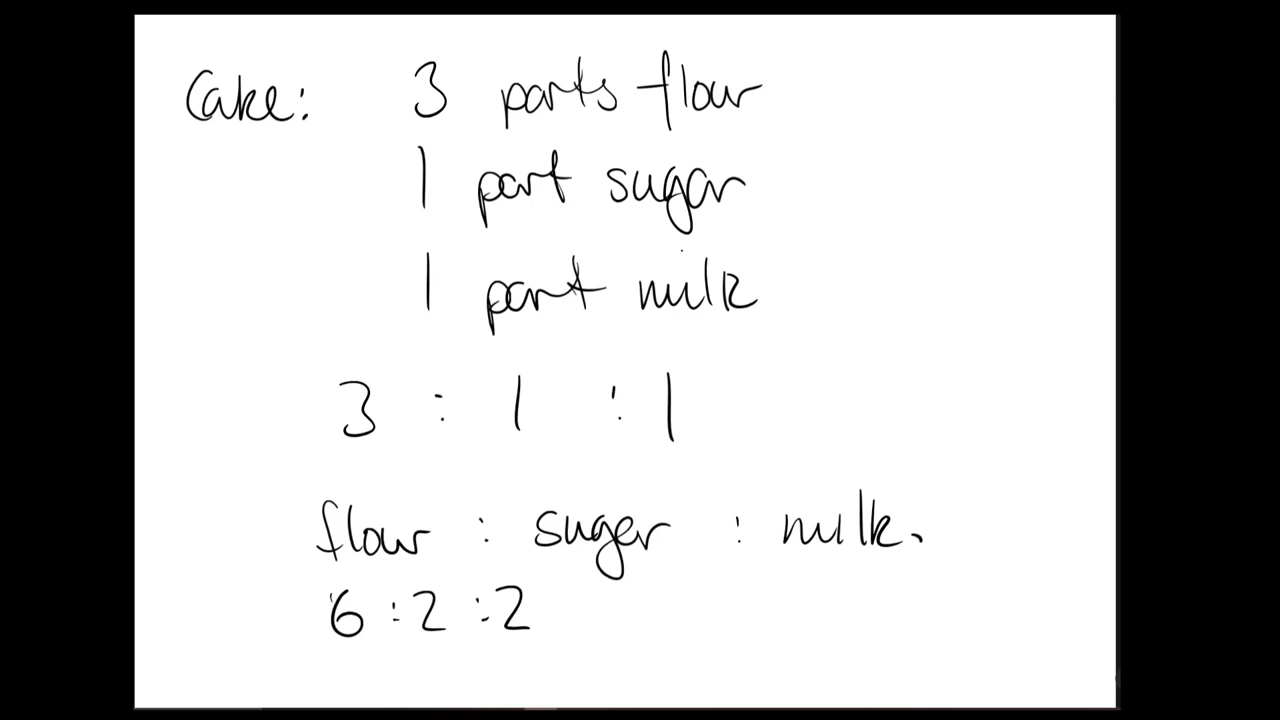 Cake: 3 parts flour
1 part sugar
1 part milk
3 : 1 : 1
flour : suger : milk.
6 : 2 : 2